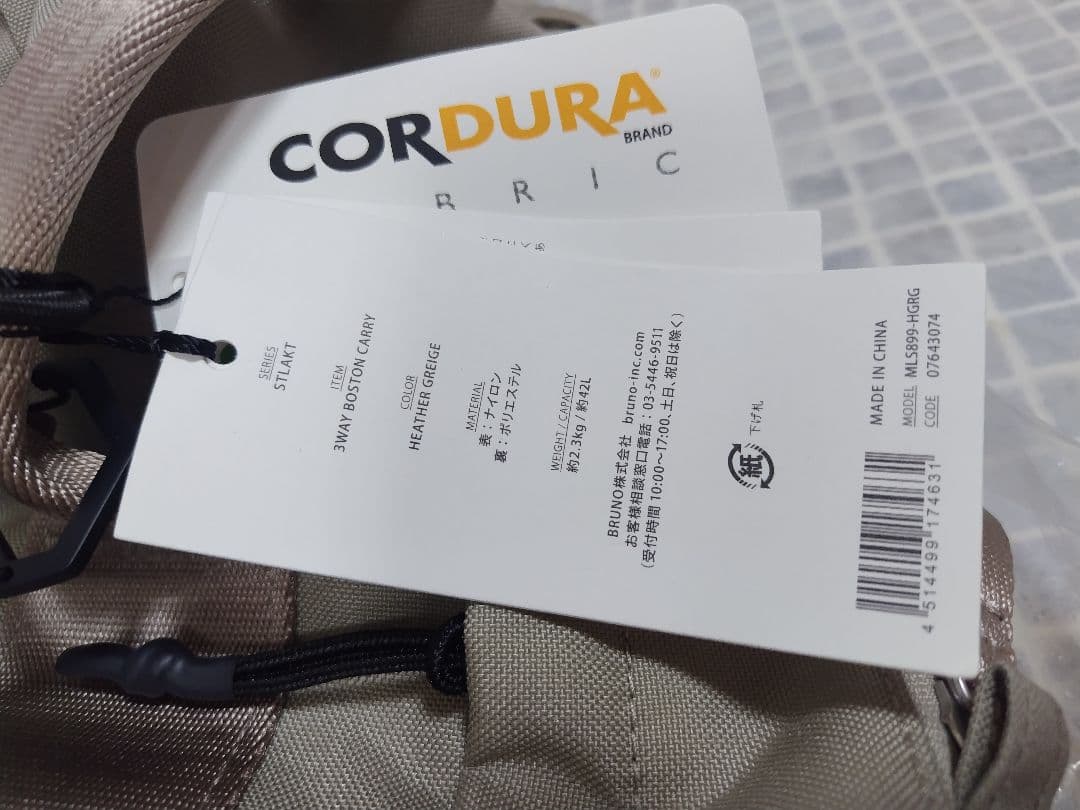 CORDURA®
BRAND
BRIC
SERIES
STLAKT
ITEM
3WAY BOSTON CARRY
COLOR
HEATHER GREIGE
MATERIAL
表：ナイロン
裏：ポリエステル
WEIGHT / CAPACITY
約2.3kg / 約42L
BRUNO株式会社 bruno-inc.com
お客様相談窓口電話：03-5446-9511
（受付時間 10:00～17:00、土日、祝日は除く）
紙
下げ札
MADE IN CHINA
MODEL MLS899-HGRG
CODE 07643074
4 514499 174631